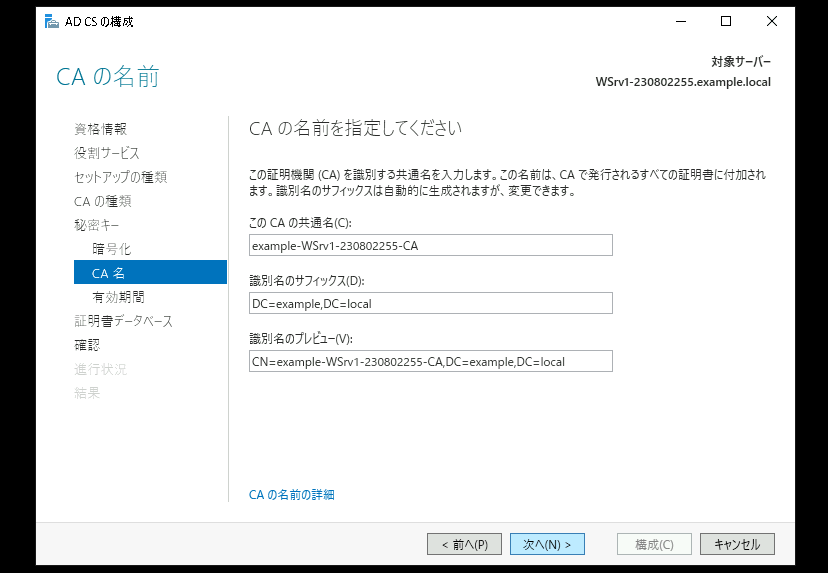 AD CS の構成
CA の名前
対象サーバー
WSrv1-230802255.example.local
資格情報
役割サービス
セットアップの種類
CA の種類
秘密キー
暗号化
CA 名
有効期間
証明書データベース
確認
進行状況
結果
CA の名前を指定してください
この証明機関 (CA) を識別する共通名を入力します。この名前は、CA で発行されるすべての証明書に付加され
ます。識別名のサフィックスは自動的に生成されますが、変更できます。
この CA の共通名(C):
example-WSrv1-230802255-CA
識別名のサフィックス(D):
DC=example,DC=local
識別名のプレビュー(V):
CN=example-WSrv1-230802255-CA,DC=example,DC=local
CA の名前の詳細
< 前へ(P)
次へ(N) >
構成(C)
キャンセル